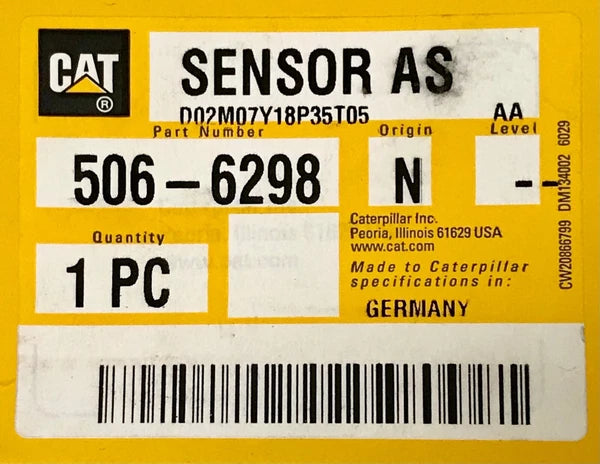 CAT
®
SENSOR AS
D02M07Y18P35T05
AA
Part Number
Origin
Level
506-6298
N
--
Caterpillar Inc.
Peoria, Illinois 61629 USA
www.cat.com
Quantity
1 PC
Made to Caterpillar
specifications in:
GERMANY
CW20866799 DM134002 6029